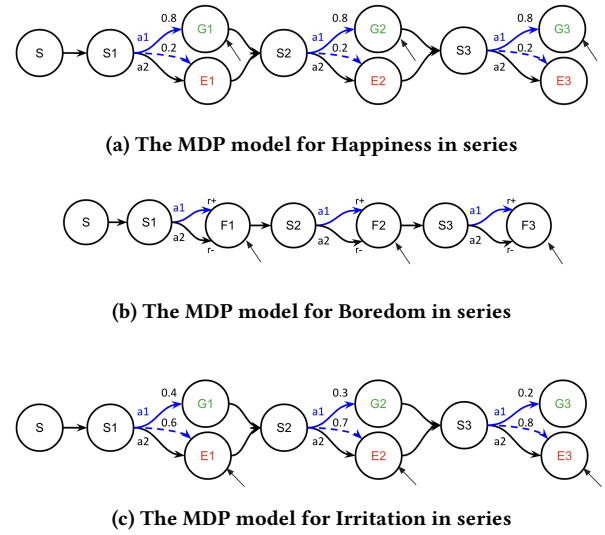 0.8 G1 0.8 G2 0.8 G3
S S1 a1 0.2 S2 a1 0.2 S3 a1 0.2
a2 E1 a2 E2 a2 E3
(a) The MDP model for Happiness in series
r+ r+ r+
S S1 a1 F1 S2 a1 F2 S3 a1 F3
a2 r- a2 r- a2 r-
(b) The MDP model for Boredom in series
0.4 G1 0.3 G2 0.2 G3
S S1 a1 0.6 S2 a1 0.7 S3 a1 0.8
a2 E1 a2 E2 a2 E3
(c) The MDP model for Irritation in series